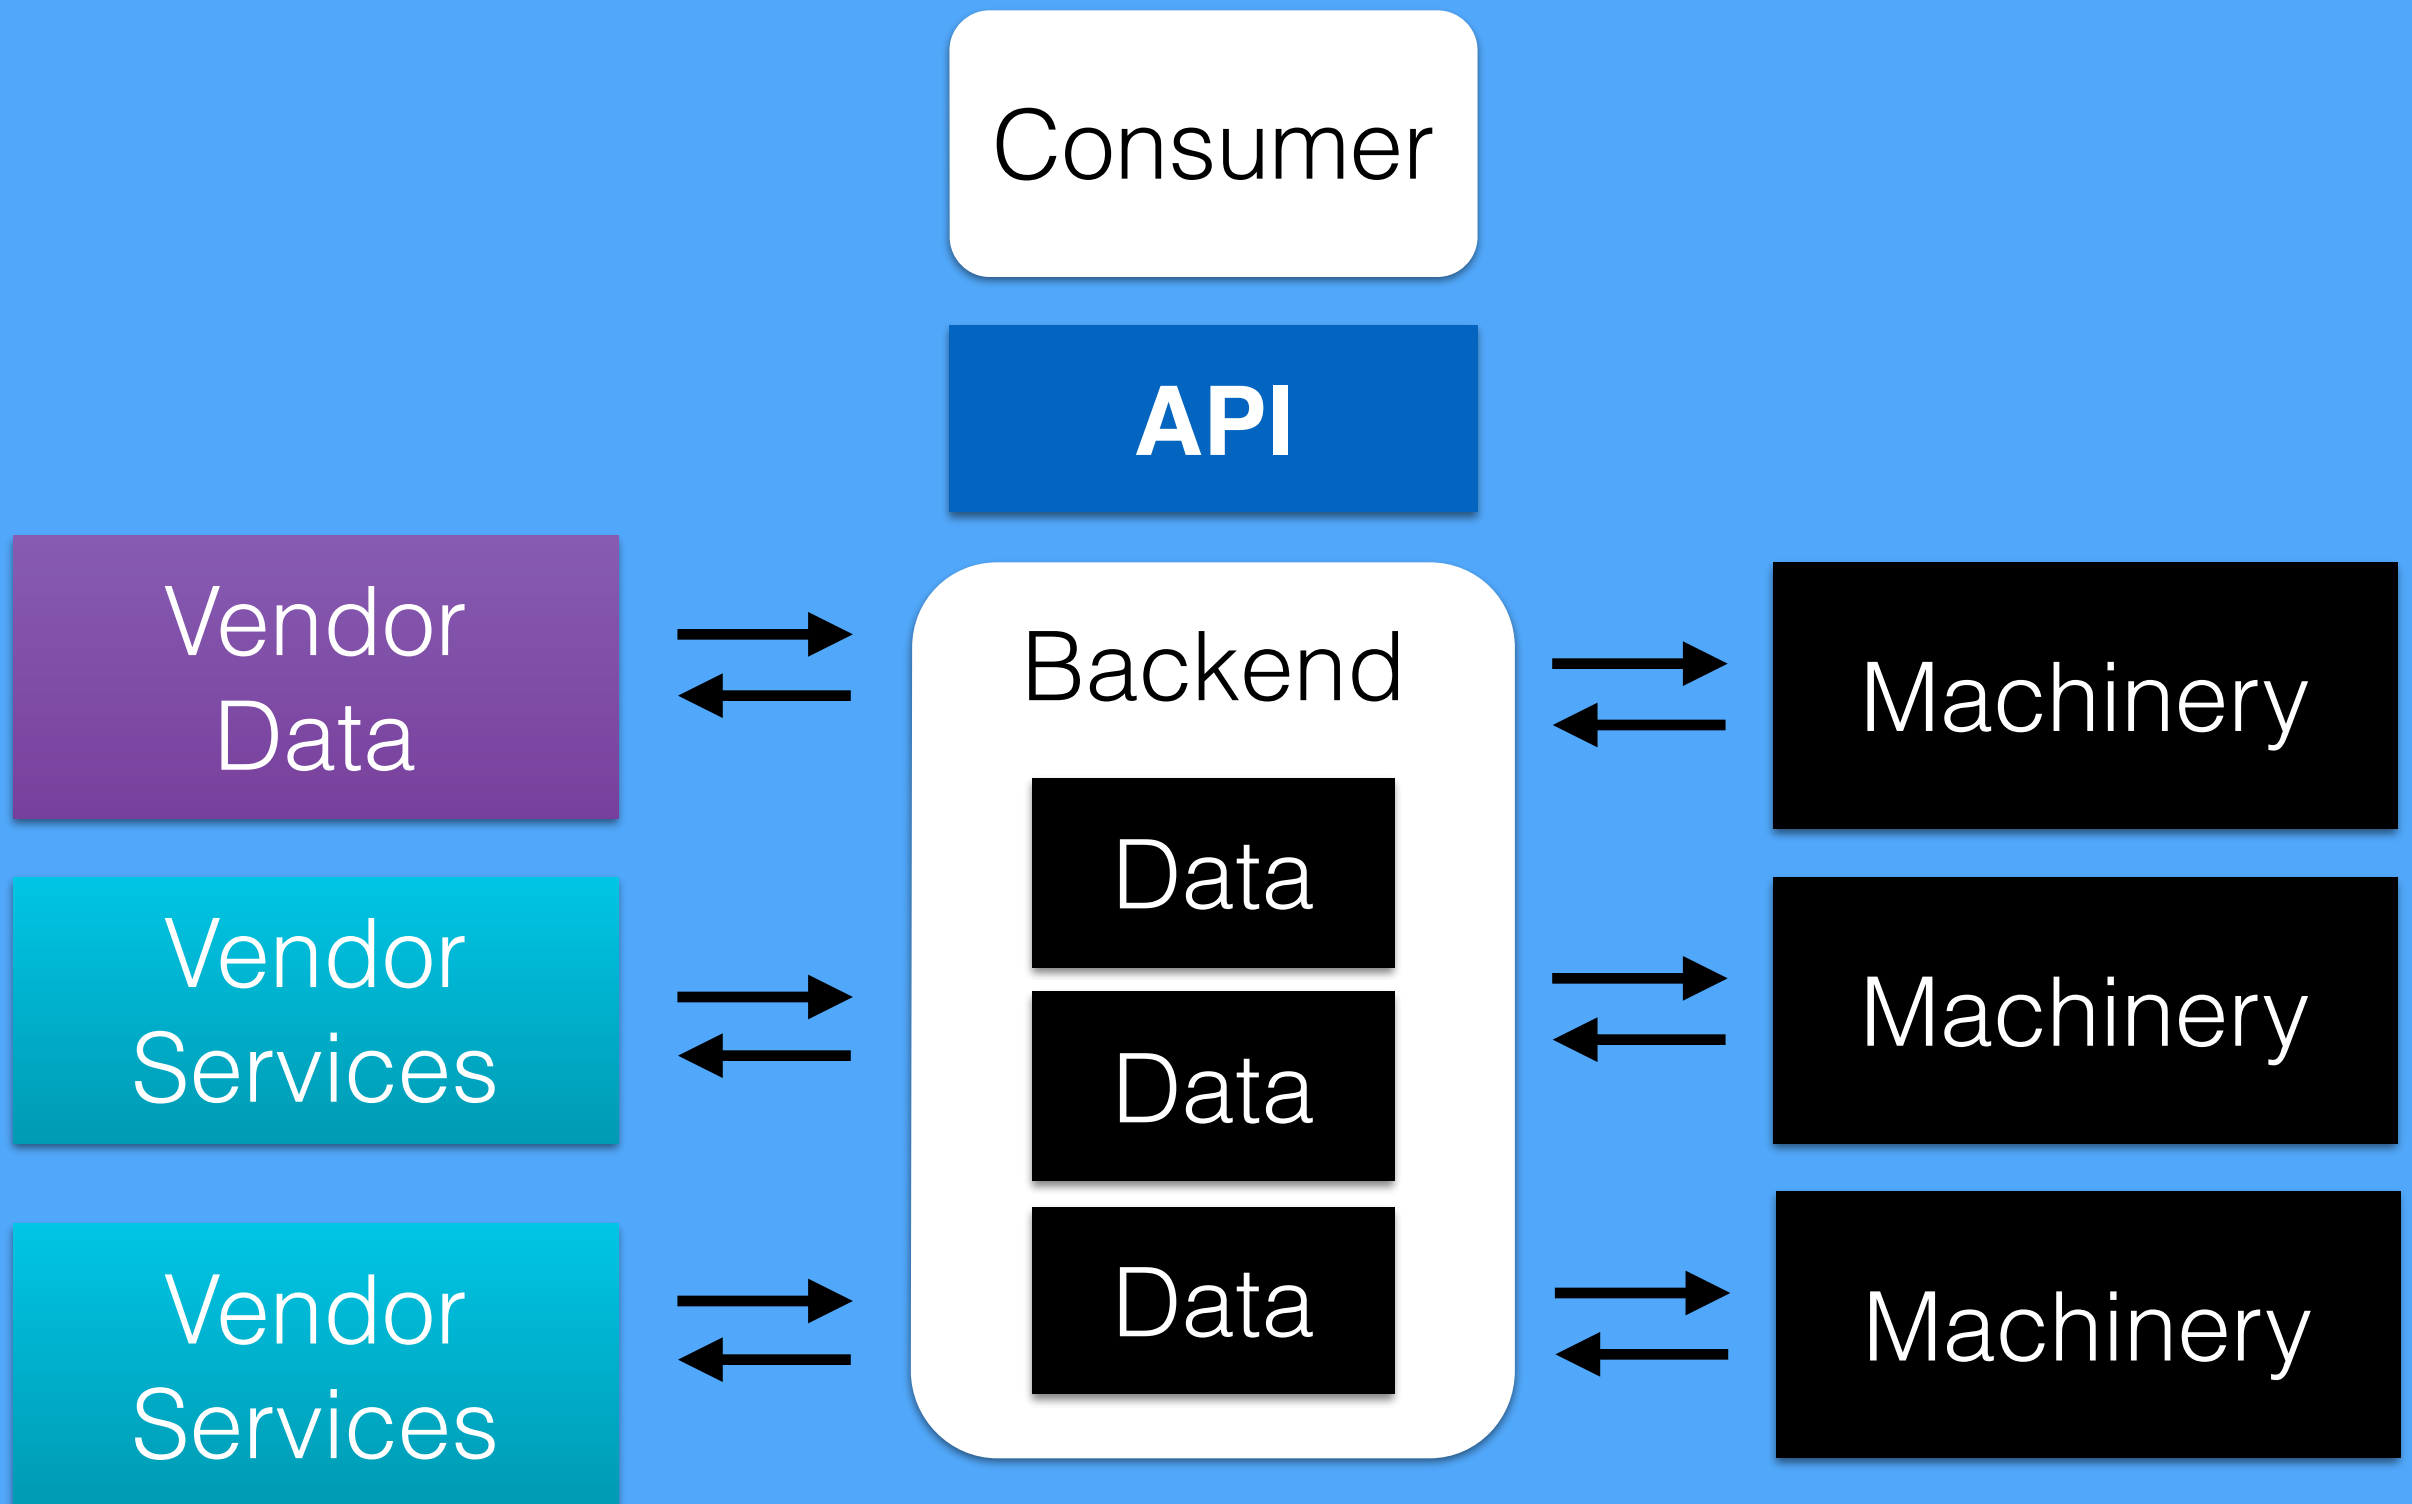 Consumer
API
Vendor
Data
Vendor
Services
Vendor
Services
Backend
Data
Data
Data
Machinery
Machinery
Machinery